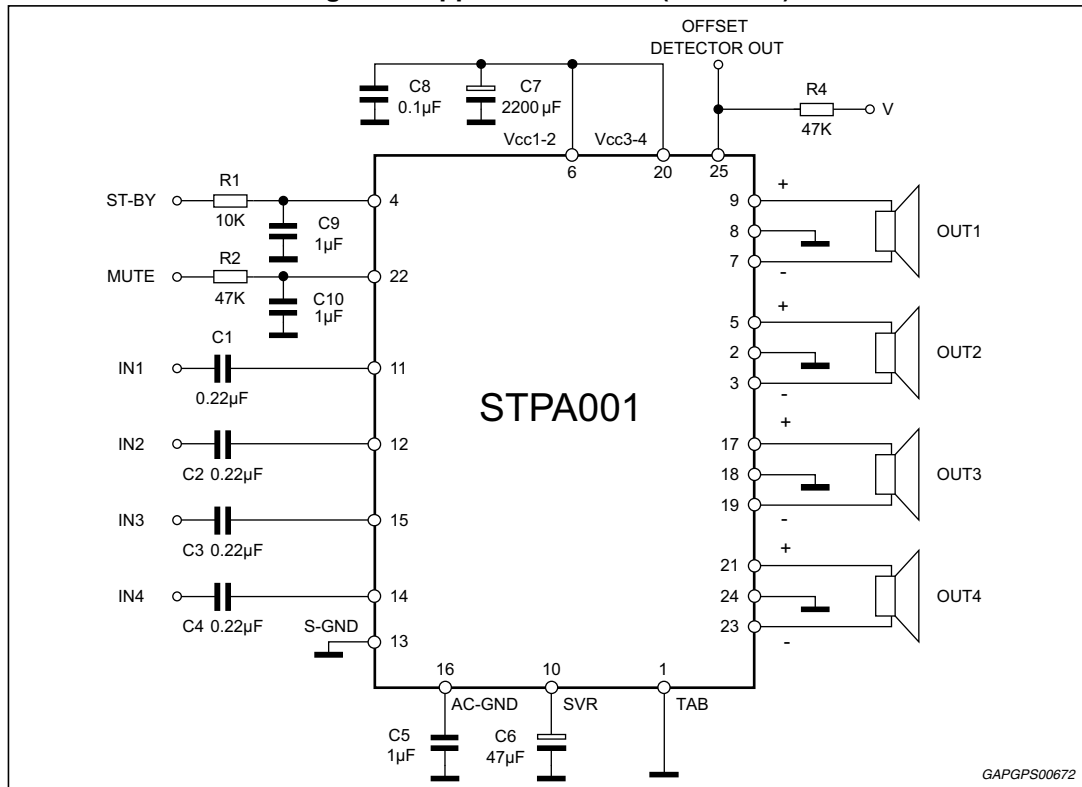 OFFSET
DETECTOR OUT
C8
0.1µF
C7
2200 µF
R4
47K
V
Vcc1-2
Vcc3-4
6
20
25
ST-BY
R1
10K
4
C9
1µF
MUTE
R2
47K
22
C10
1µF
IN1
C1
0.22µF
11
IN2
C2 0.22µF
12
IN3
C3 0.22µF
15
IN4
C4 0.22µF
14
S-GND
13
STPA001
9
+
8
7
-
OUT1
5
+
2
3
-
OUT2
17
+
18
19
-
OUT3
21
+
24
23
-
OUT4
16
AC-GND
10
SVR
1
TAB
C5
1µF
C6
47µF
GAPGPS00672